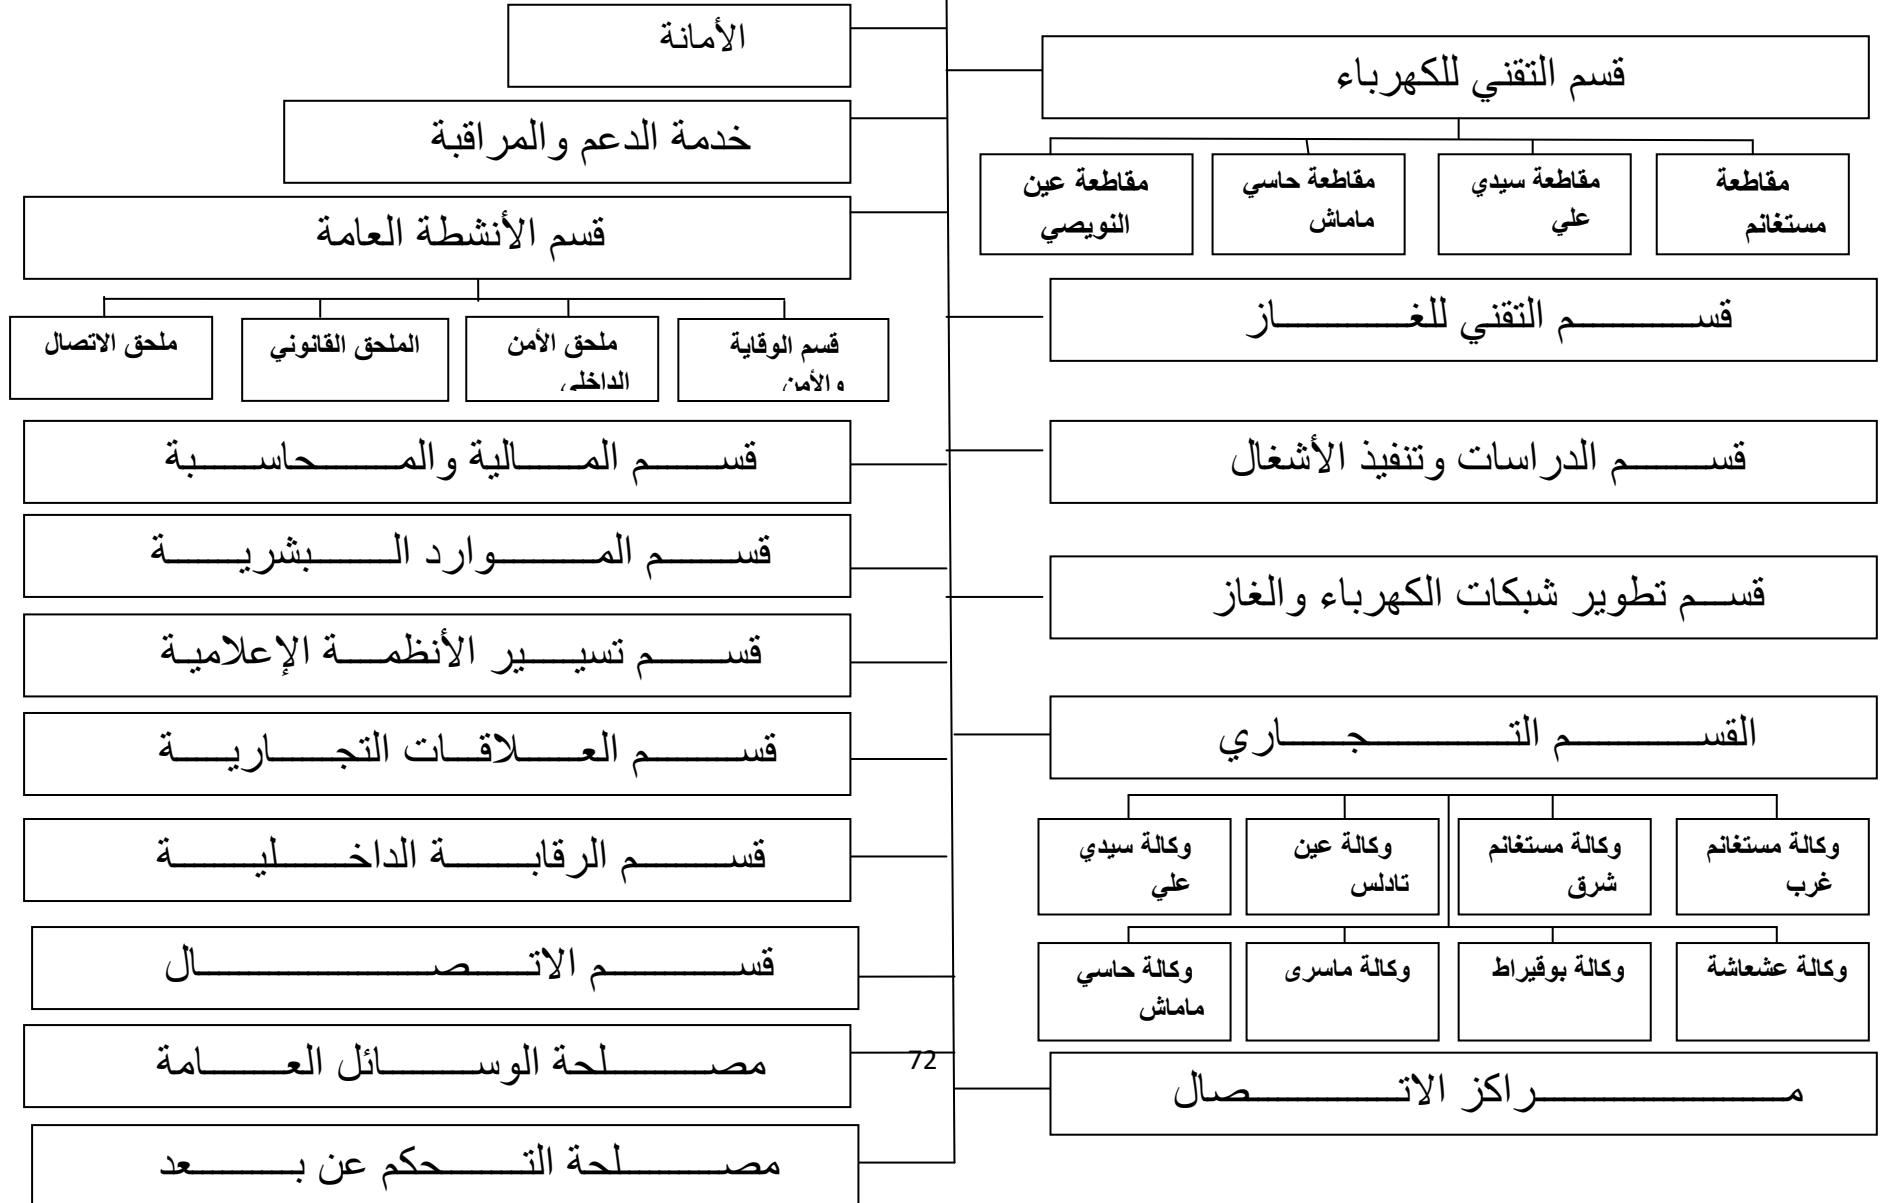 الأمانة
قسم التقني للكهرباء
خدمة الدعم والمراقبة
مقاطعة
مستغانم
مقاطعة سيدي
علي
مقاطعة حاسي
ماماش
مقاطعة عين
النويصي
قسم الأنشطة العامة
قسم التقني للغاز
قسم الوقاية
والأمن
ملحق الأمن
الداخلي
الملحق القانوني
ملحق الاتصال
قسم الدراسات وتنفيذ الأشغال
قسم المالية والمحاسبة
قسم الموارد البشرية
قسم تطوير شبكات الكهرباء والغاز
قسم تسيير الأنظمة الإعلامية
القسم التجاري
قسم العلاقات التجارية
وكالة مستغانم
غرب
وكالة مستغانم
شرق
وكالة عين
تادلس
وكالة سيدي
علي
قسم الرقابة الداخلية
وكالة عشعاشة
وكالة بوقيراط
وكالة ماسرى
وكالة حاسي
ماماش
قسم الاتصال
مراكز الاتصال
72
مصلحة الوسائل العامة
مصلحة التحكم عن بعد